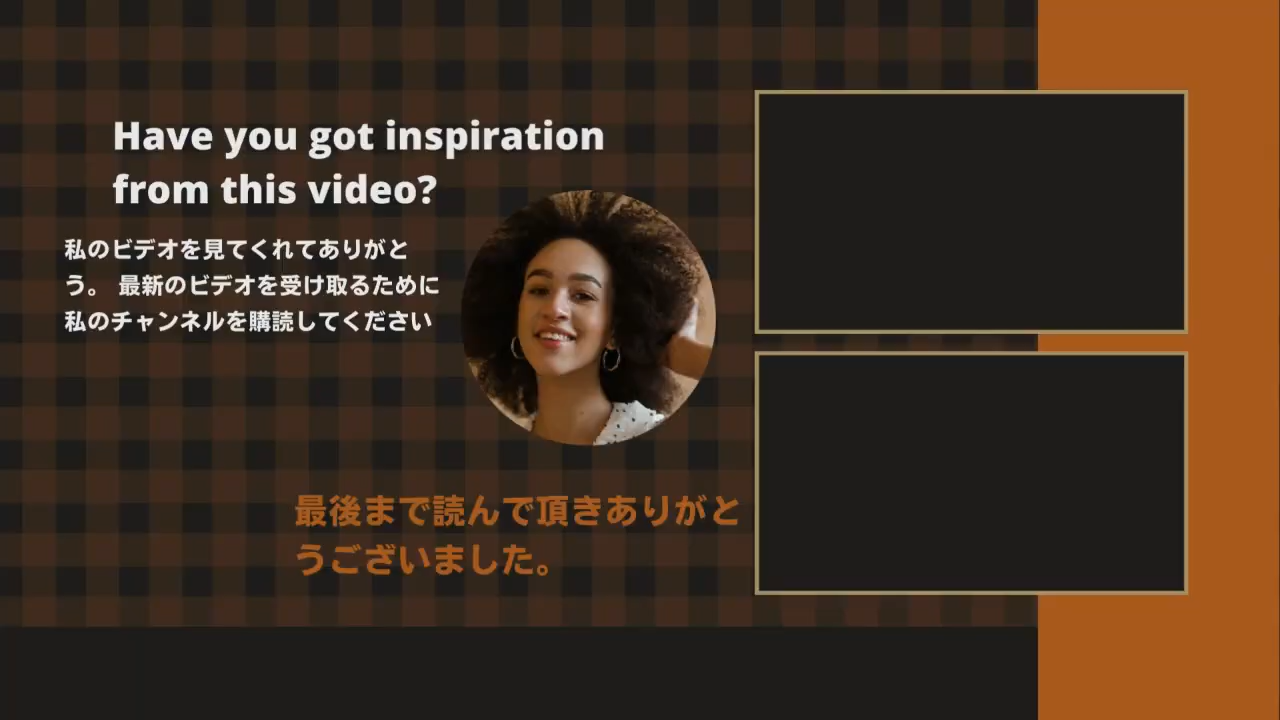 Have you got inspiration
from this video?
私のビデオを見てくれてありがと
う。 最新のビデオを受け取るために
私のチャンネルを購読してください
最後まで読んで頂きありがと
うございました。